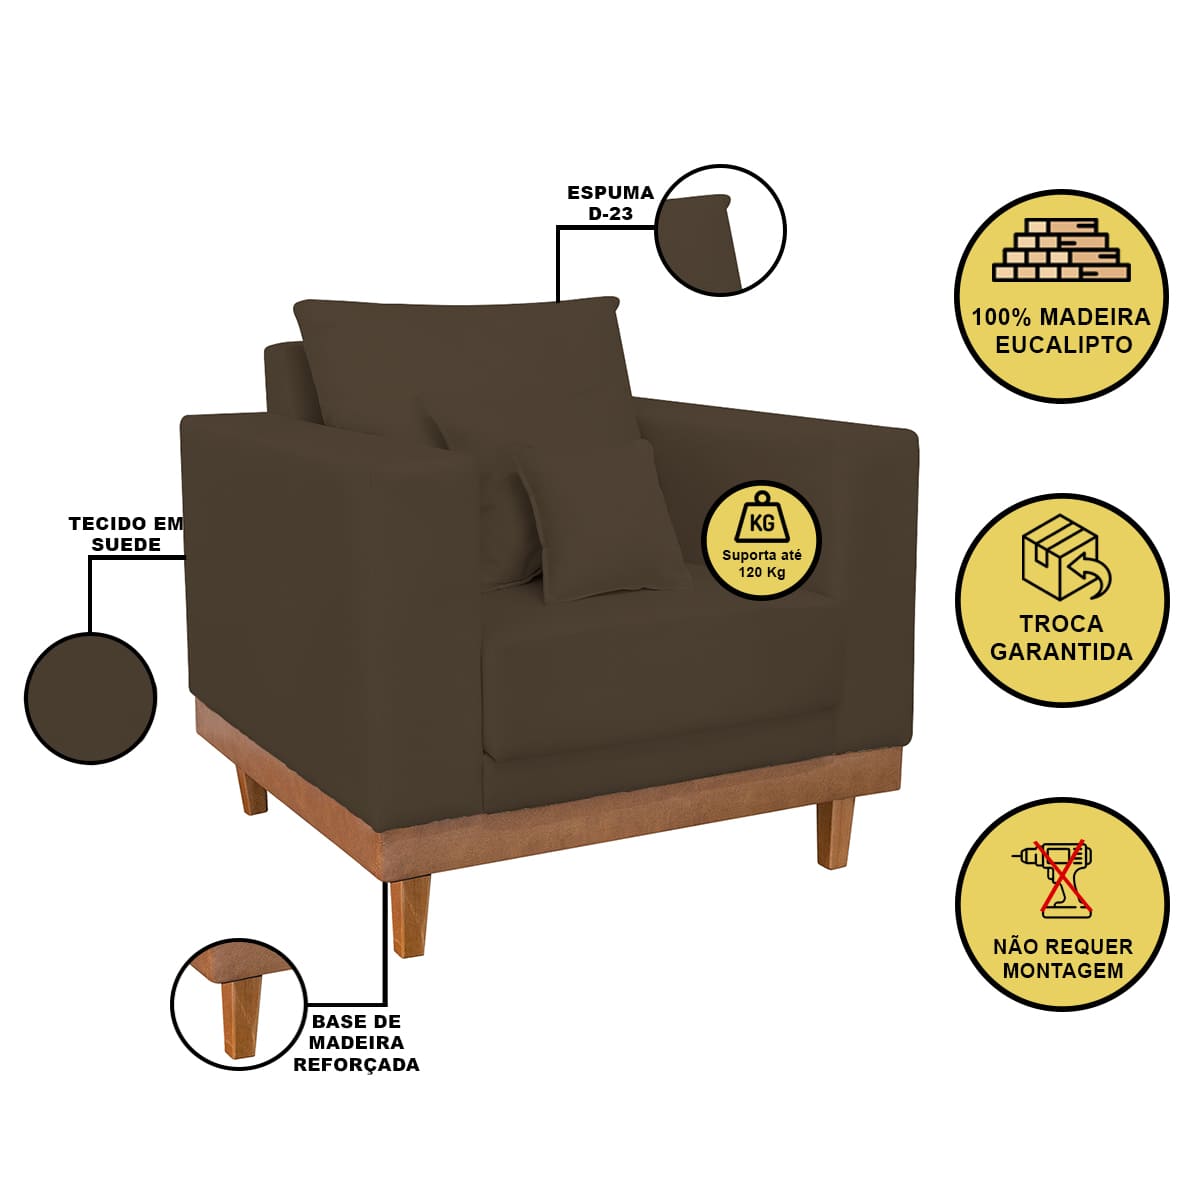 ESPUMA
D-23
100% MADEIRA
EUCALIPTO
TECIDO EM
SUEDE
KG
Suporta até
120 Kg
TROCA
GARANTIDA
NÃO REQUER
MONTAGEM
BASE DE
MADEIRA
REFORÇADA